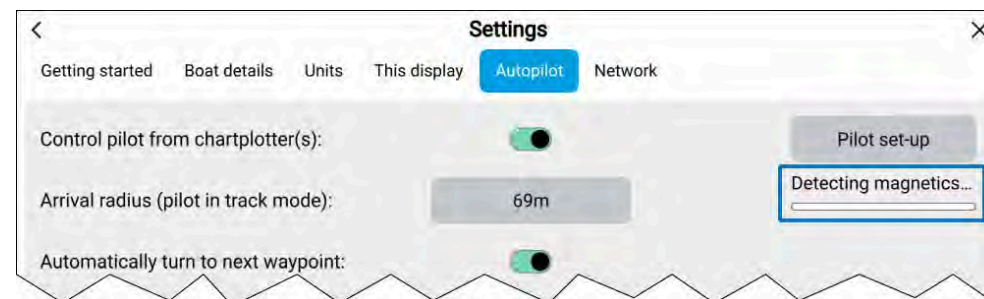 Settings
Getting started Boat details Units This display Autopilot Network
Control pilot from chartplotter(s): Pilot set-up
Arrival radius (pilot in track mode): 69m Detecting magnetics...
Automatically turn to next waypoint: